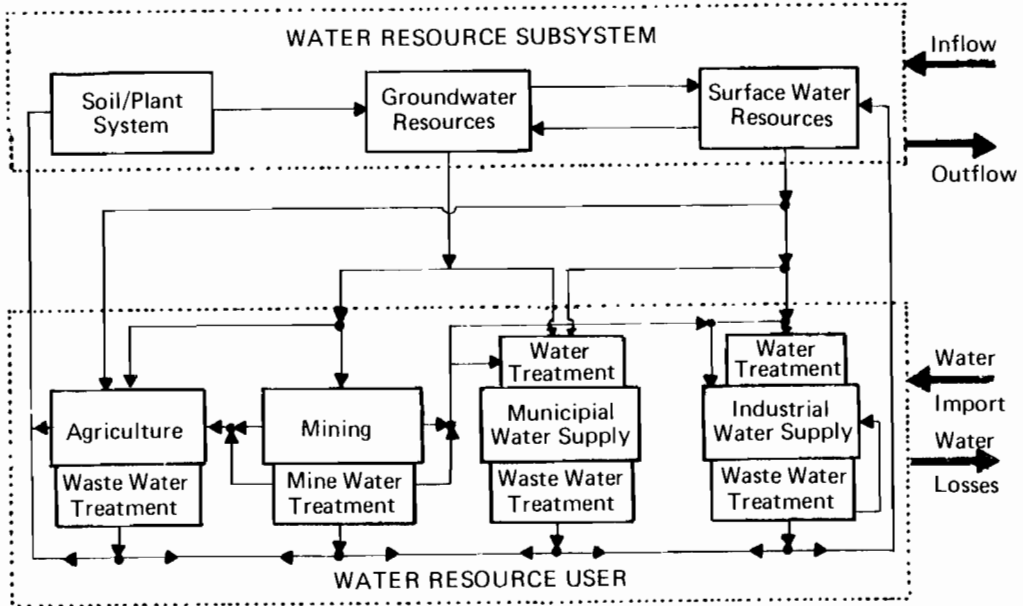 WATER RESOURCE SUBSYSTEM
Inflow
Soil/Plant
System
Groundwater
Resources
Surface Water
Resources
Outflow
Water
Treatment
Water
Treatment
Water
Import
Agriculture
Mining
Municipial
Water Supply
Industrial
Water Supply
Water
Losses
Waste Water
Treatment
Mine Water
Treatment
Waste Water
Treatment
Waste Water
Treatment
WATER RESOURCE USER